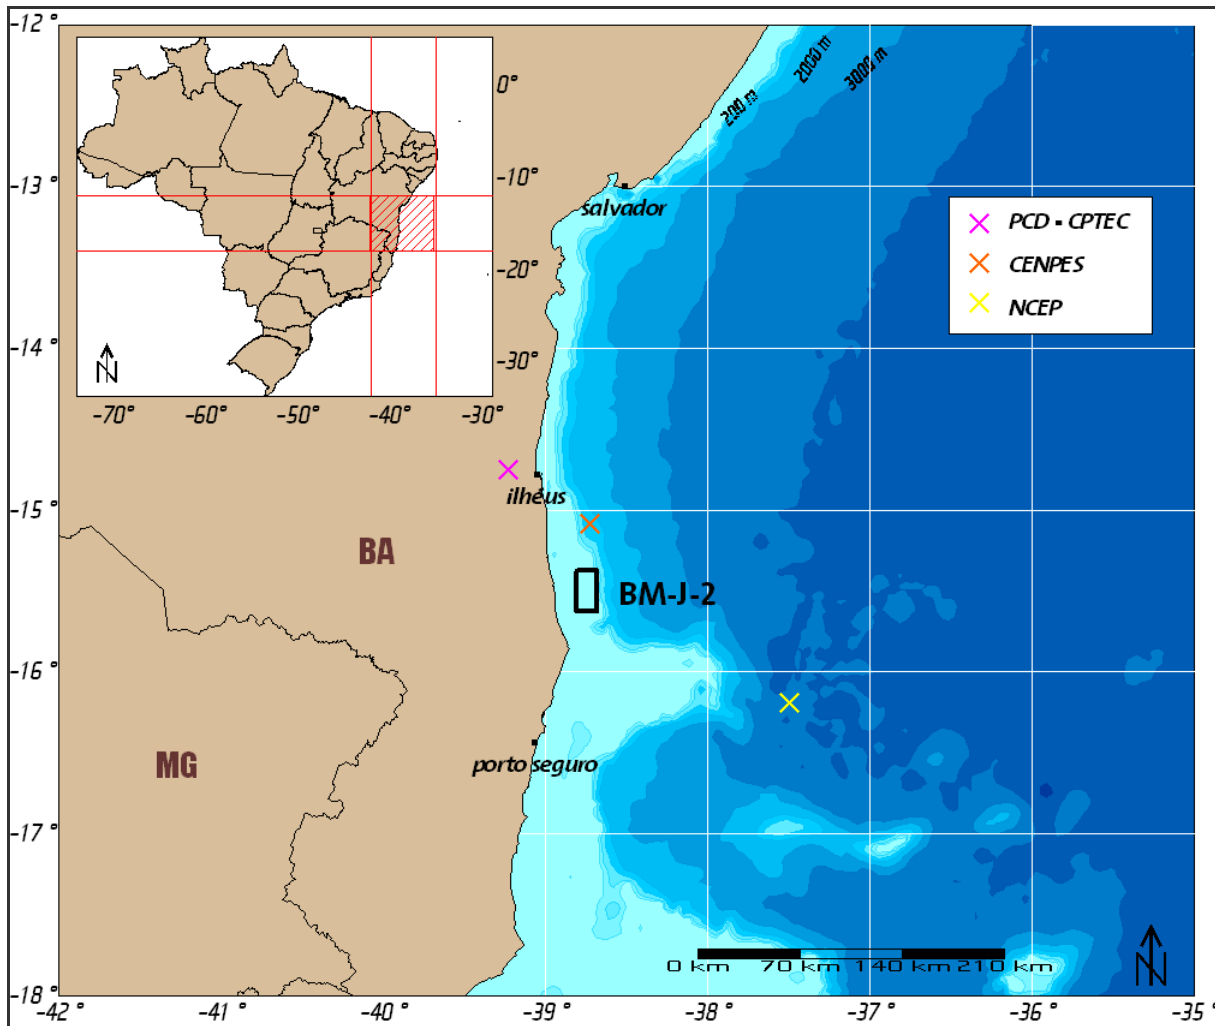 -12°
-13°
-14°
-15°
-16°
-17°
-18°
-42°
-41°
-40°
-39°
-38°
-37°
-36°
-35°
0°
-10°
-20°
-30°
-70°
-60°
-50°
-40°
-30°
N
200 m
2000 m
3000 m
salvador
PCD - CPTEC
CENPES
NCEP
ilhéus
BA
BM-J-2
MG
porto seguro
0 km 70 km 140 km 210 km
N